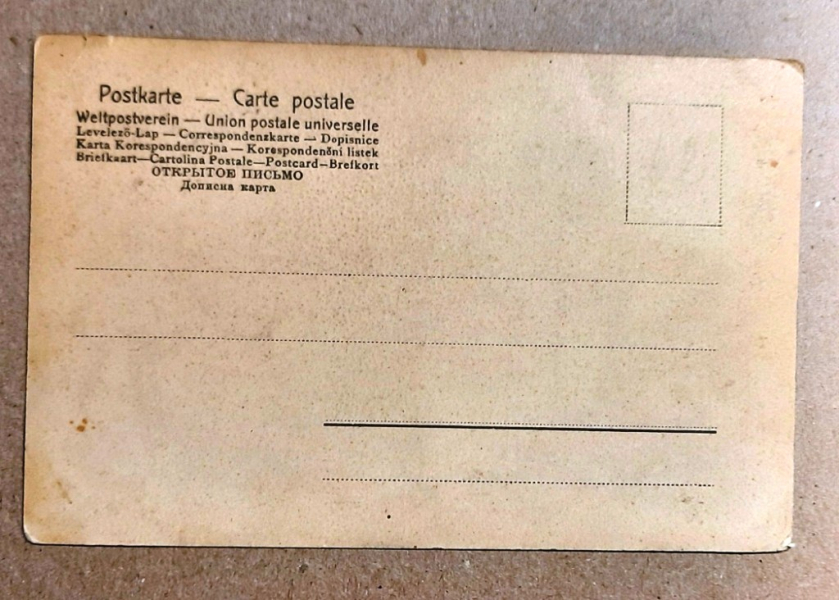 Postkarte — Carte postale
Weltpostverein — Union postale universelle
Levelező-Lap — Correspondenzkarte — Dopisnice
Karta Korespondencyjna — Korespondenční lístek
Briefkaart—Cartolina Postale—Postcard—Brefkort
ОТКРЫТОЕ ПИСЬМО
Дописна карта